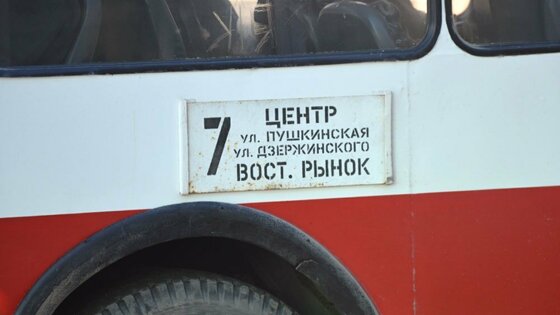 7
ЦЕНТР
УЛ. ПУШКИНСКАЯ
УЛ. ДЗЕРЖИНСКОГО
ВОСТ. РЫНОК